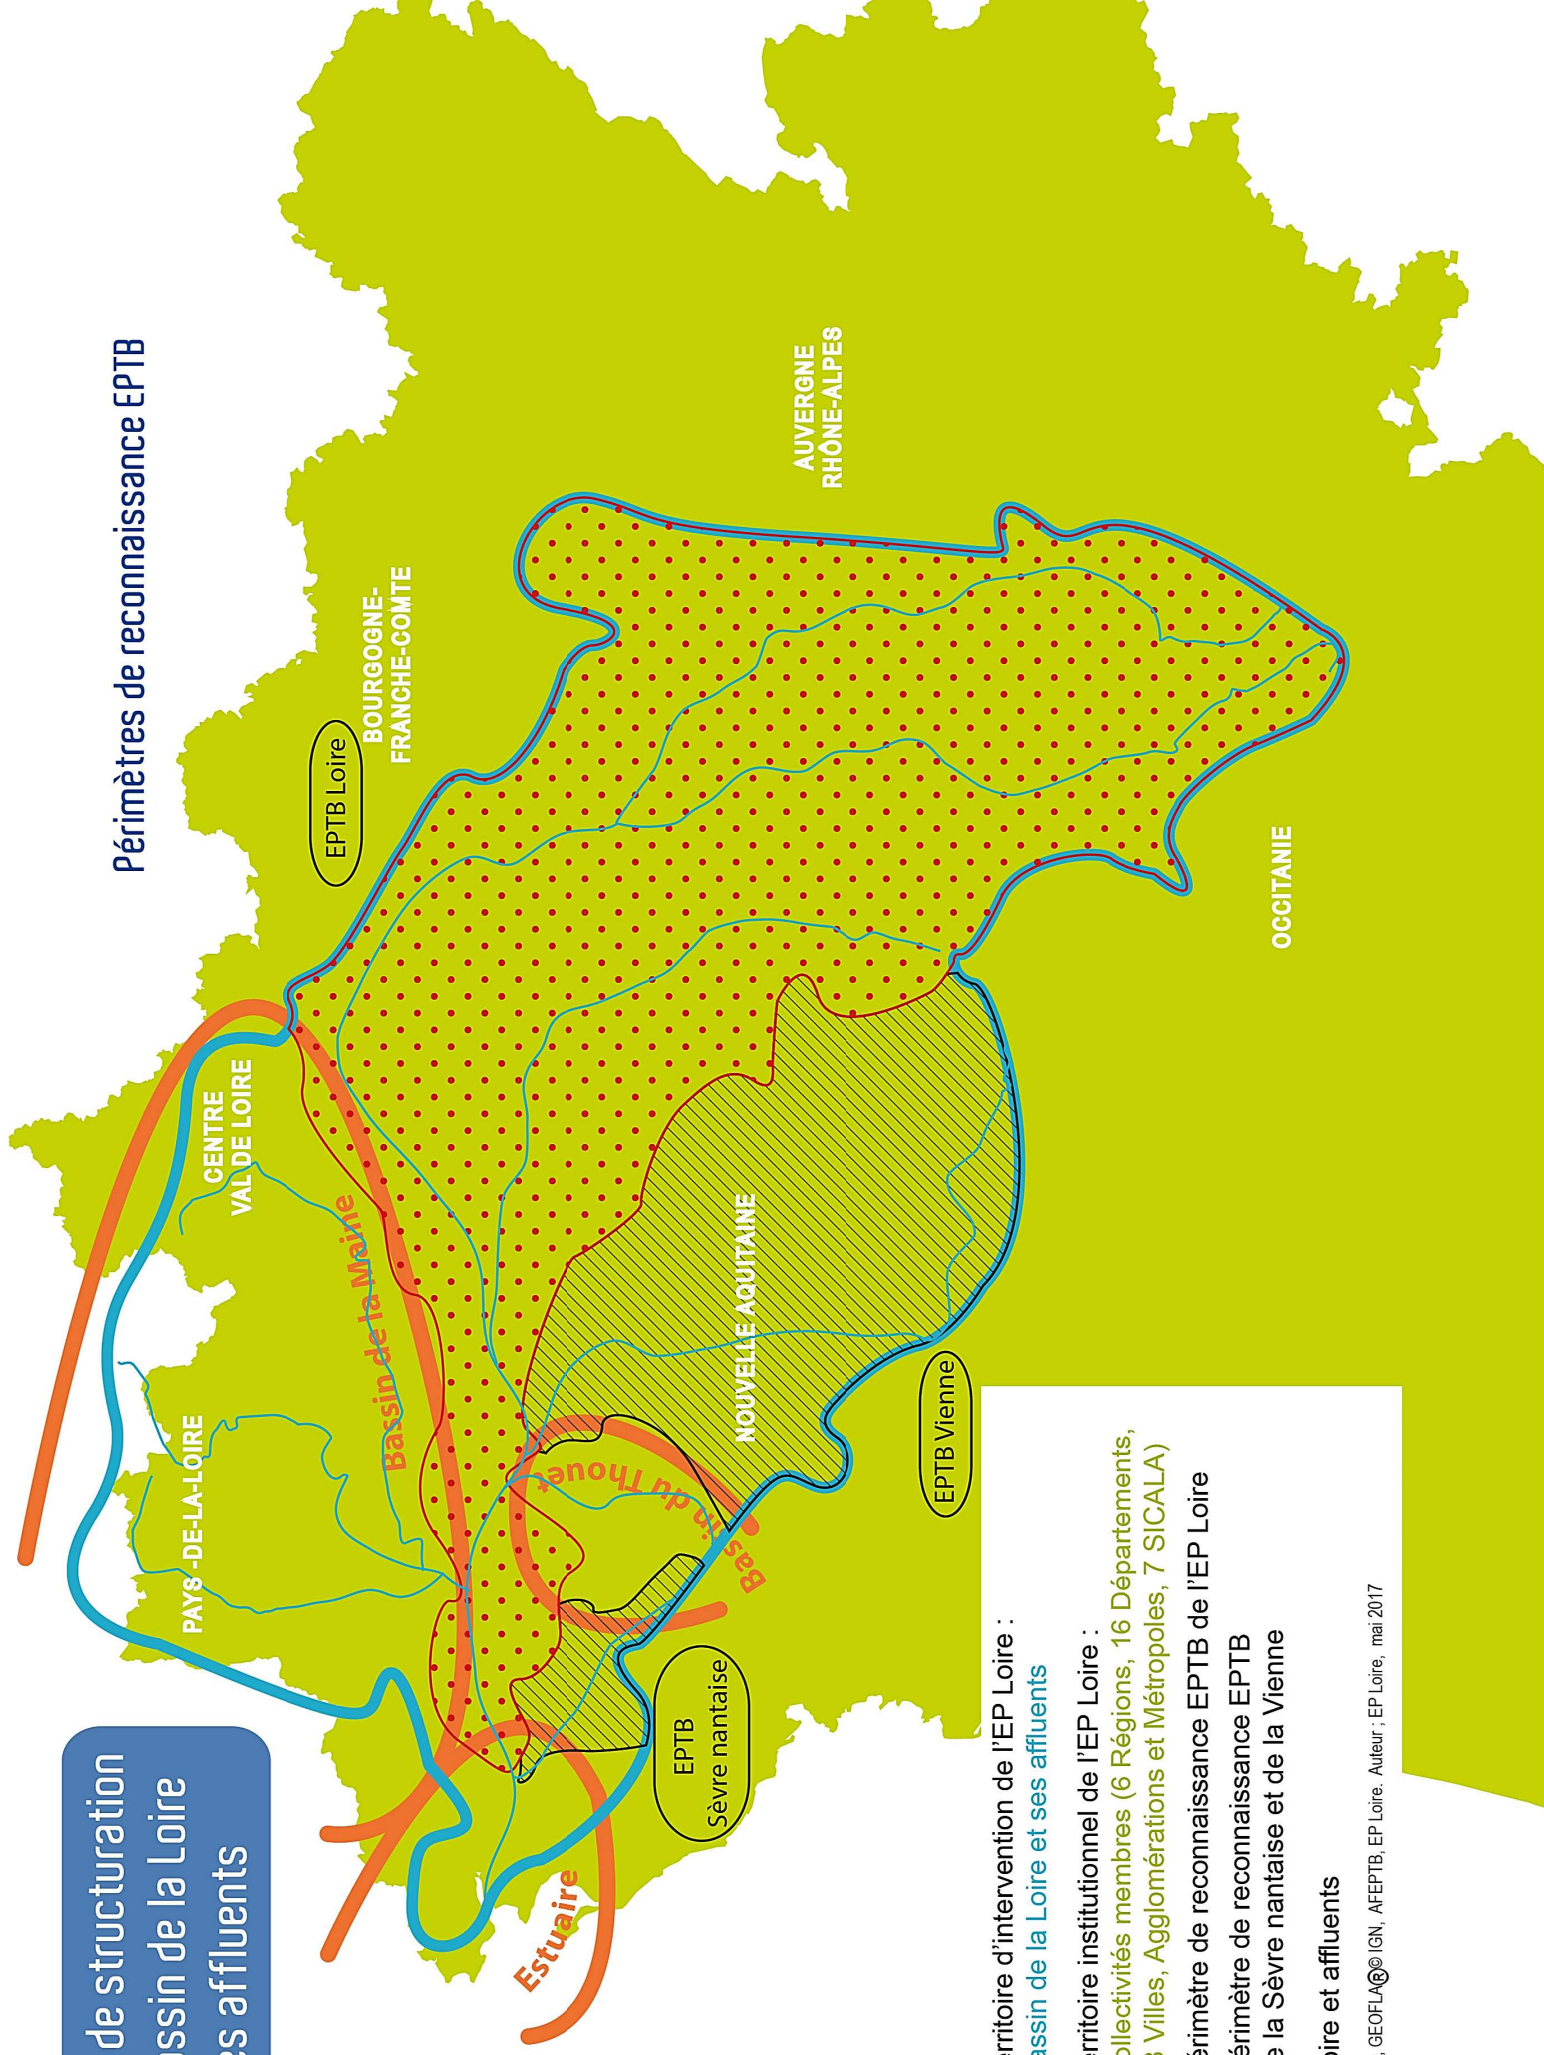 de structuration
ssin de la Loire
s affluents
Périmètres de reconnaissance EPTB
EPTB Loire
BOURGOGNE-
FRANCHE-COMTE
CENTRE
VAL DE LOIRE
PAYS -DE-LA-LOIRE
Bassin de la Maine
AUVERGNE
RHÔNE-ALPES
NOUVELLE AQUITAINE
Bassin du Thouet
Estuaire
EPTB
Sèvre nantaise
EPTB Vienne
OCCITANIE
erritoire d'intervention de l'EP Loire :
assin de la Loire et ses affluents
erritoire institutionnel de l'EP Loire :
ollectivités membres (6 Régions, 16 Départements,
Villes, Agglomérations et Métropoles, 7 SICALA)
érimètre de reconnaissance EPTB de l'EP Loire
érimètre de reconnaissance EPTB
e la Sèvre nantaise et de la Vienne
oire et affluents
, GEOFLA®© IGN, AFEPTB, EP Loire. Auteur ; EP Loire, mai 2017